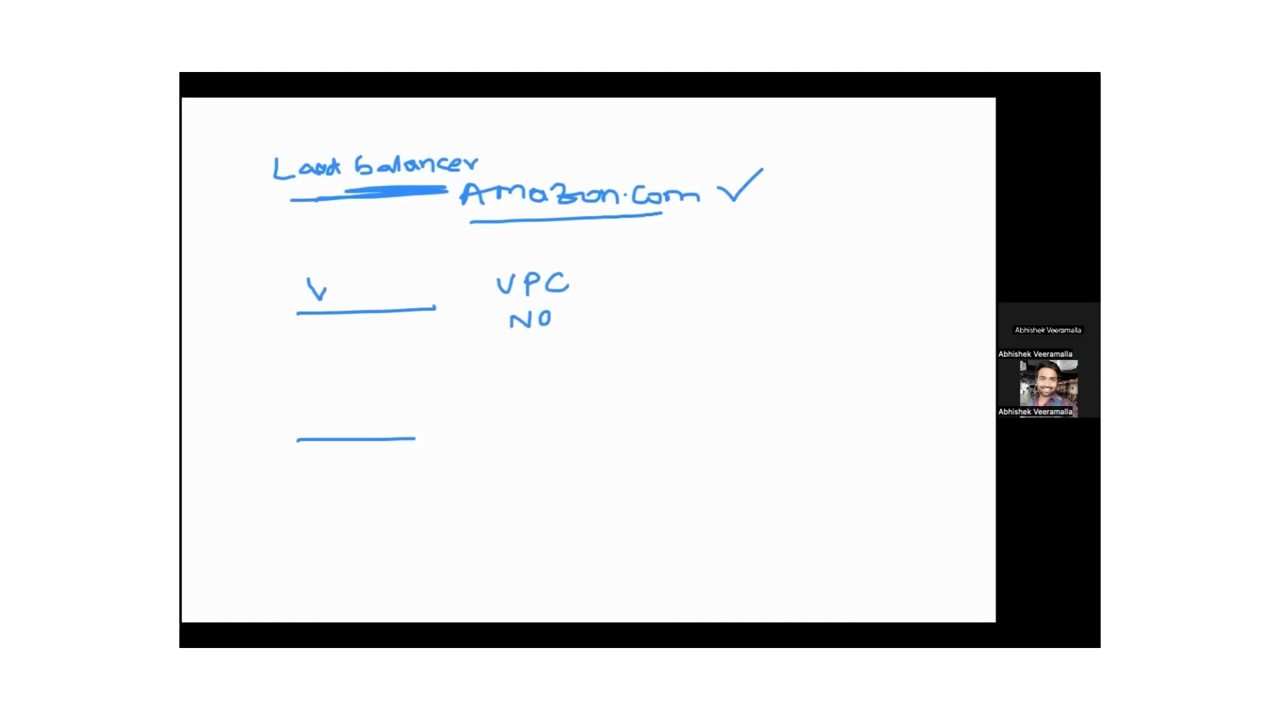 Load balancer
Amazon.com ✓
V
VPC
NO
Abhishek Veeramalla
Abhishek Veeramalla
Abhishek Veeramalla